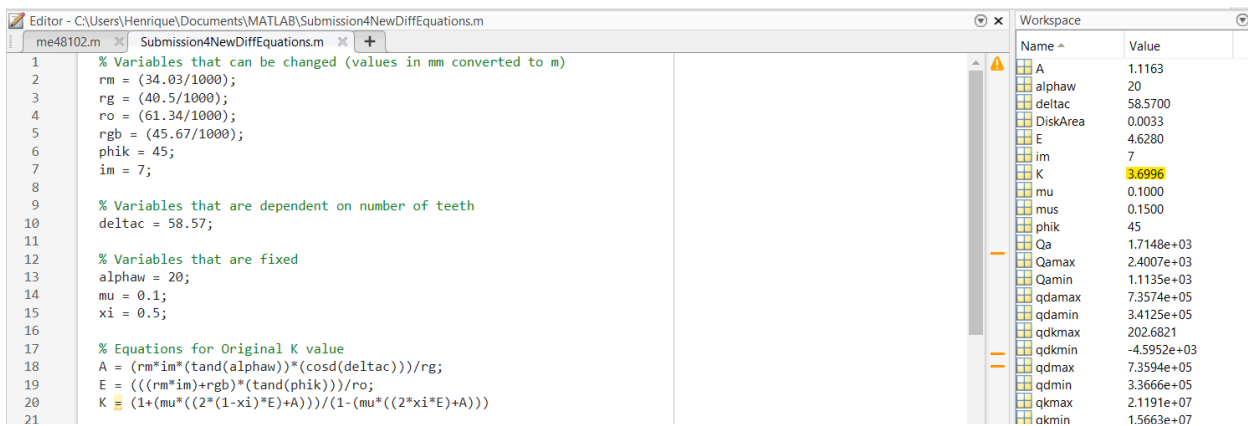 Editor - C:\Users\Henrique\Documents\MATLAB\Submission4NewDiffEquations.m
me48102.m Submission4NewDiffEquations.m +
1 % Variables that can be changed (values in mm converted to m)
2 rm = (34.03/1000);
3 rg = (40.5/1000);
4 ro = (61.34/1000);
5 rgb = (45.67/1000);
6 phik = 45;
7 im = 7;
8
9 % Variables that are dependent on number of teeth
10 deltac = 58.57;
11
12 % Variables that are fixed
13 alphaw = 20;
14 mu = 0.1;
15 xi = 0.5;
16
17 % Equations for Original K value
18 A = (rm*im*(tand(alphaw))*(cosd(deltac)))/rg;
19 E = (((rm*im)+rgb)*(tand(phik)))/ro;
20 K = (1+(mu*((2*(1-xi)*E)+A)))/(1-(mu*((2*xi*E)+A)))
21
Workspace
Name Value
A 1.1163
alphaw 20
deltac 58.5700
DiskArea 0.0033
E 4.6280
im 7
K 3.6996
mu 0.1000
mus 0.1500
phik 45
Qa 1.7148e+03
Qamax 2.4007e+03
Qamin 1.1135e+03
qdamax 7.3574e+05
qdamin 3.4125e+05
qdkmax 202.6821
qdkmin -4.5952e+03
qdmax 7.3594e+05
qdmin 3.3666e+05
qkmax 2.1191e+07
qkmin 1.5663e+07